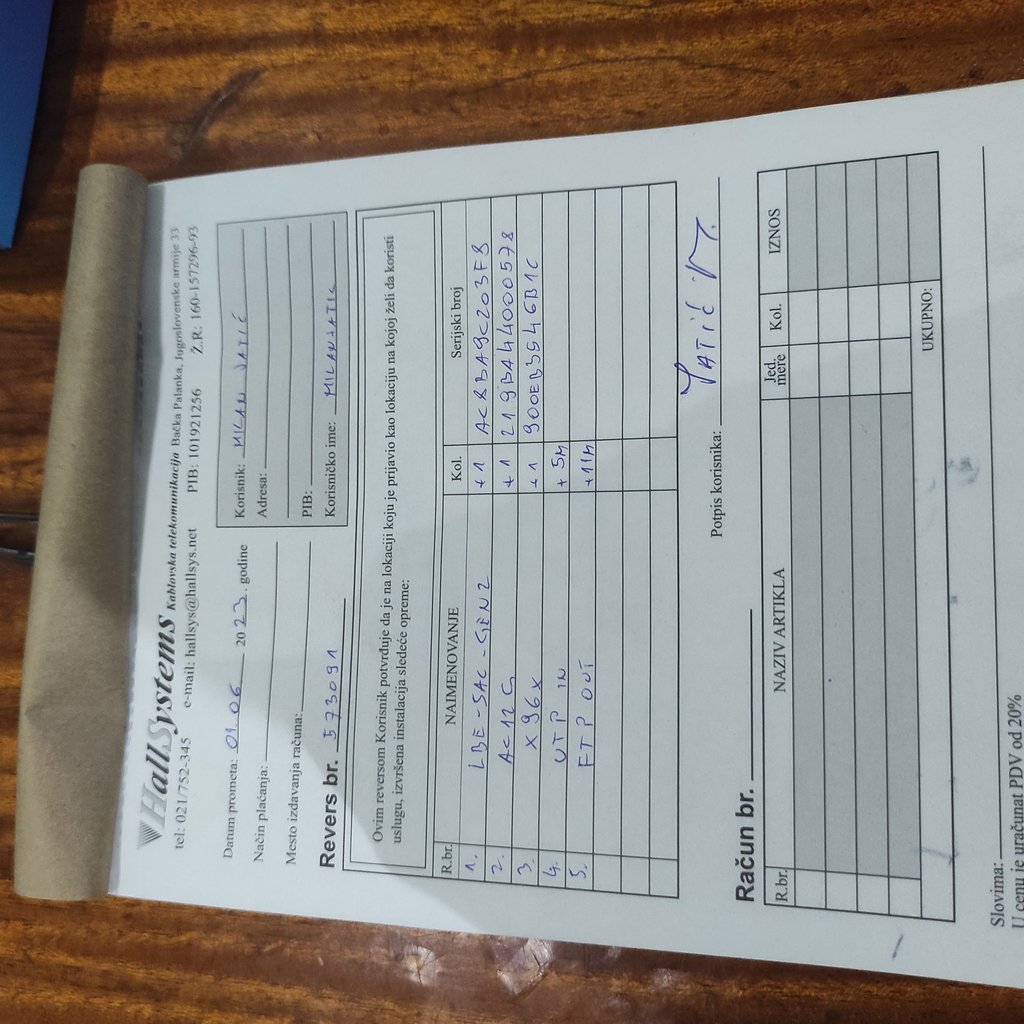 HallSystems Kablovska telekomunikacija Bačka Palanka, Jugoslovenske armije 33
tel: 021/752-345 e-mail: hallsys@hallsys.net PIB: 101921256 Ž.R: 160-157296-93
Datum prometa: 01.06 2023. godine
Način plaćanja:
Mesto izdavanja računa:
Revers br. 573091
Korisnik: MILAN JATIĆ
Adresa:
PIB:
Korisničko ime: MILANJATIC
Ovim reversom Korisnik potvrđuje da je na lokaciji koju je prijavio kao lokaciju na kojoj želi da koristi
uslugu, izvršena instalacija sledeće opreme:
R.br. NAIMENOVANJE Kol. Serijski broj
1. LBE-5AC-GEN2 +1 AC8BA9C203FB
2. AC12G +1 219BA44000578
3. X96X +1 900EB3546B1C
4. UTP IN +5M
5. FTP OUT +11M
Potpis korisnika: JATIĆ M.
Račun br.
R.br. NAZIV ARTIKLA Jed. mere Kol. IZNOS
UKUPNO:
Slovima:
U cenu je uračunat PDV od 20%